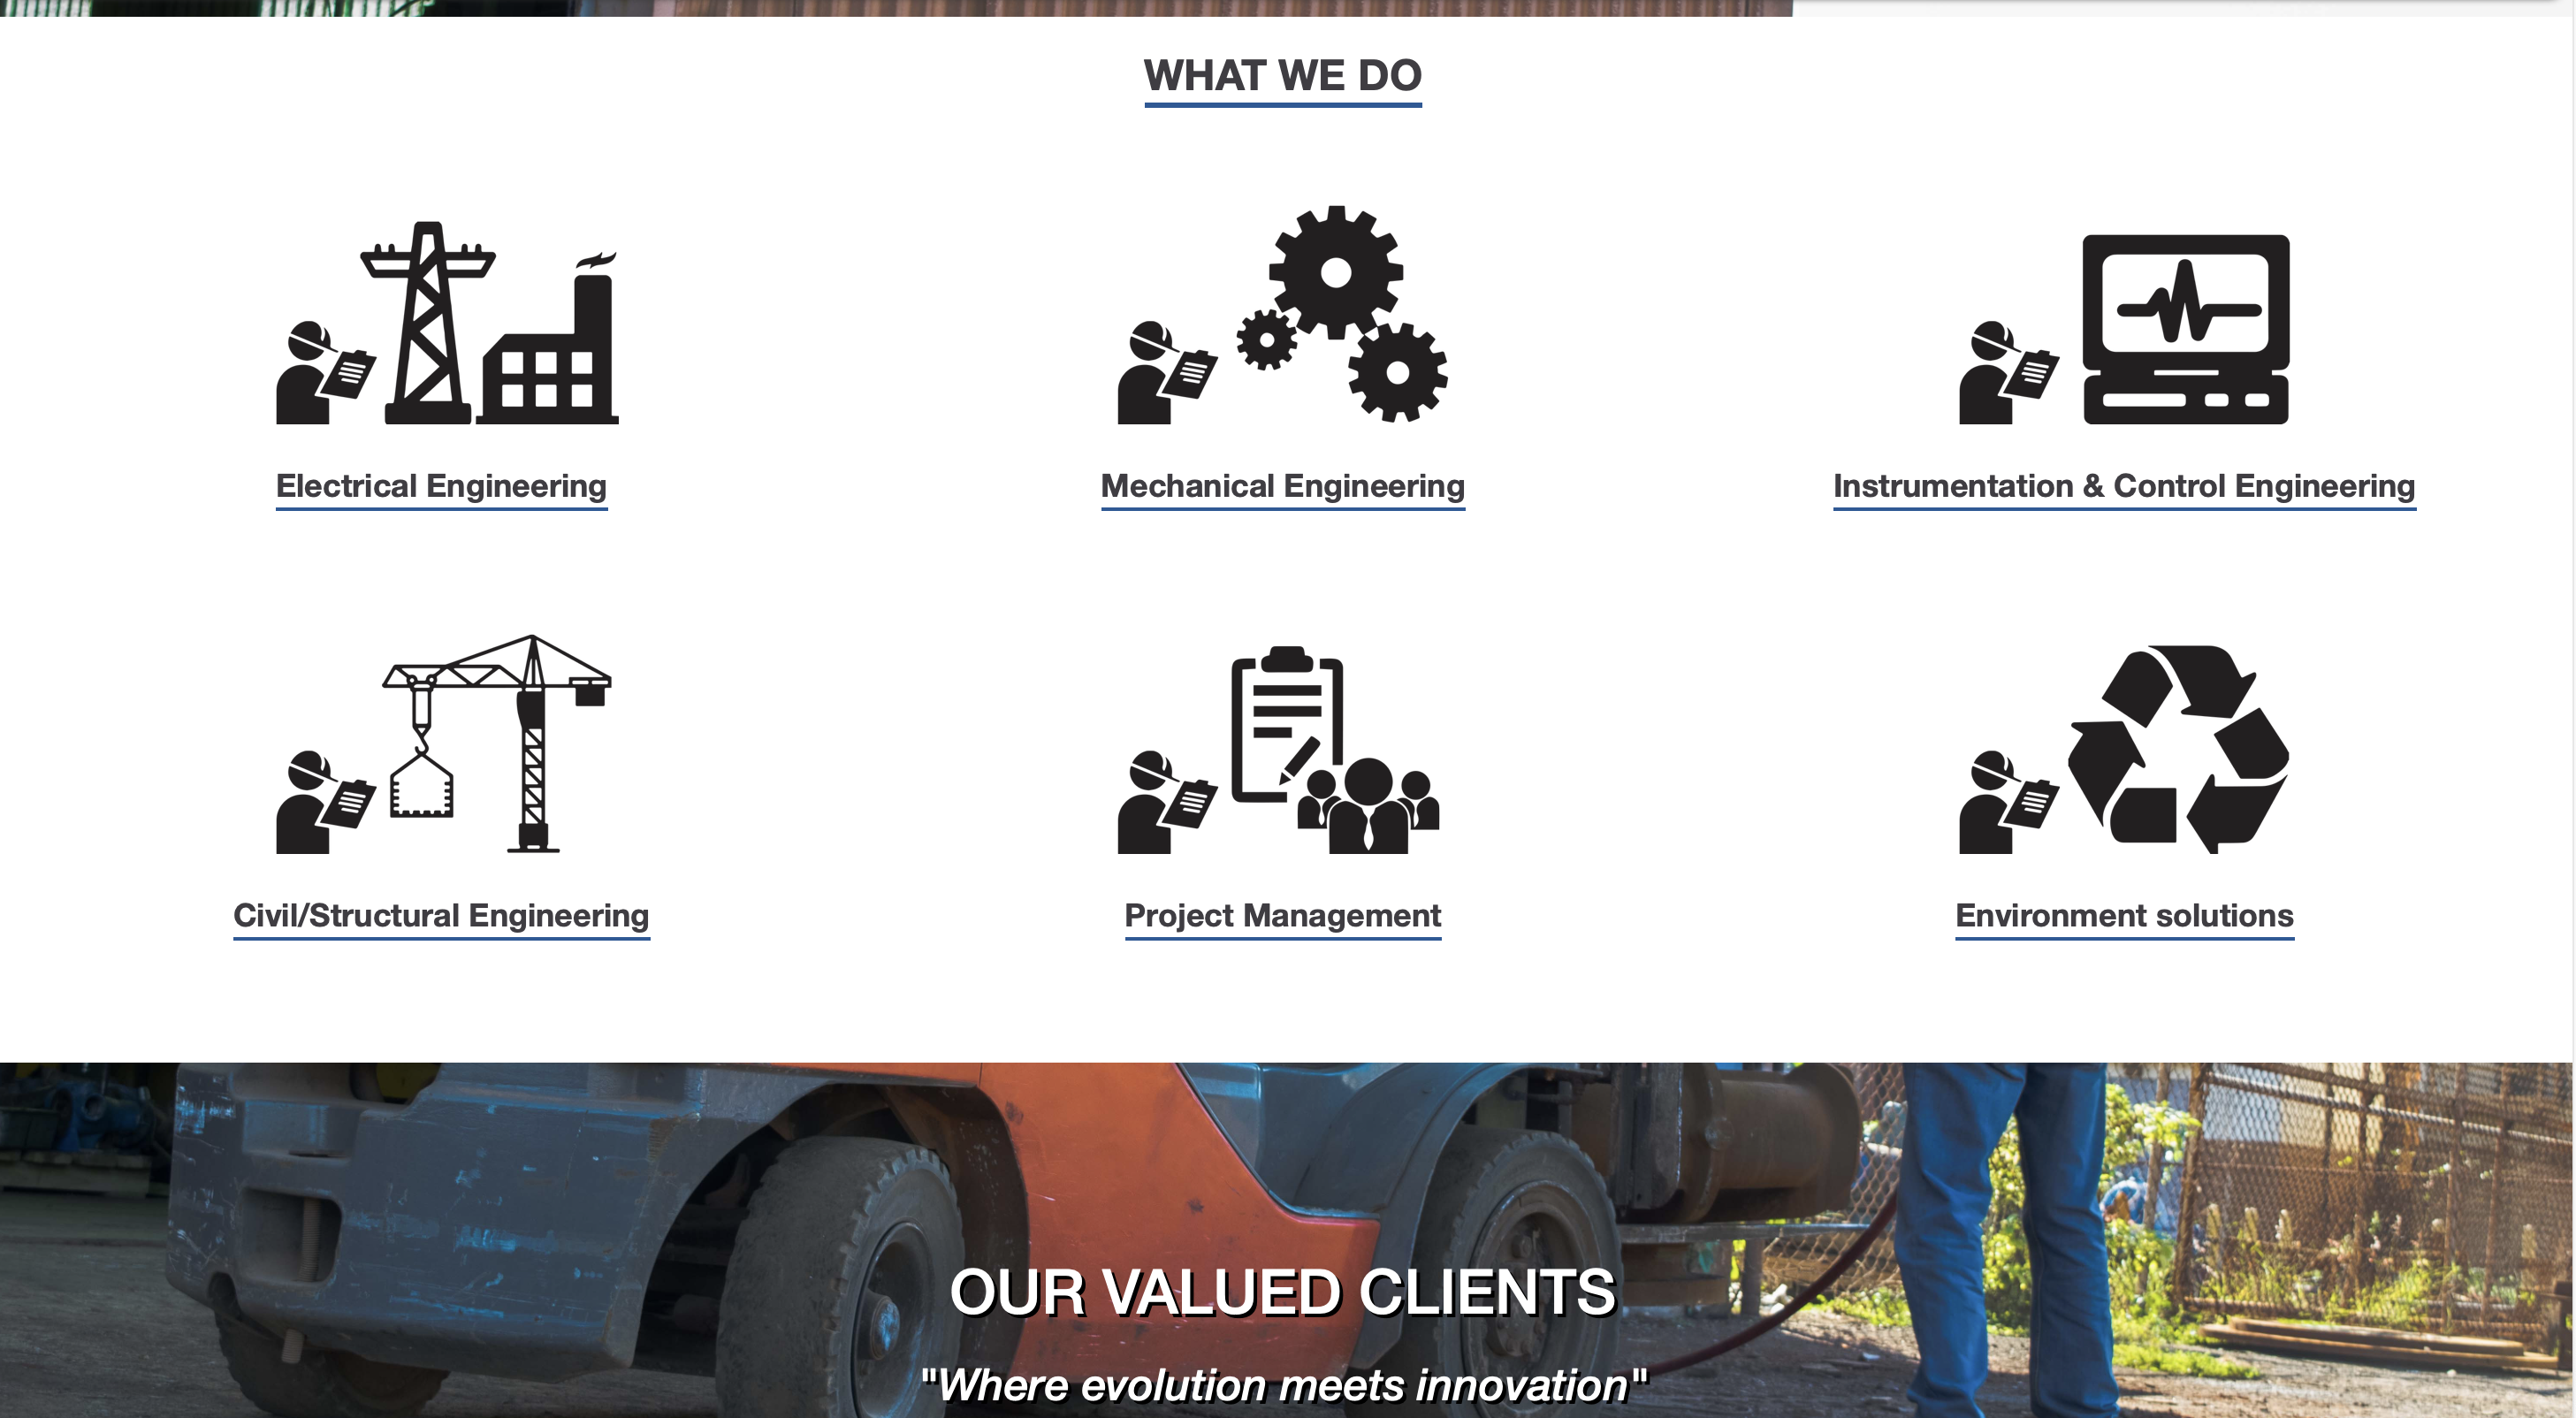 WHAT WE DO
Electrical Engineering
Mechanical Engineering
Instrumentation & Control Engineering
Civil/Structural Engineering
Project Management
Environment solutions
OUR VALUED CLIENTS
"Where evolution meets innovation"